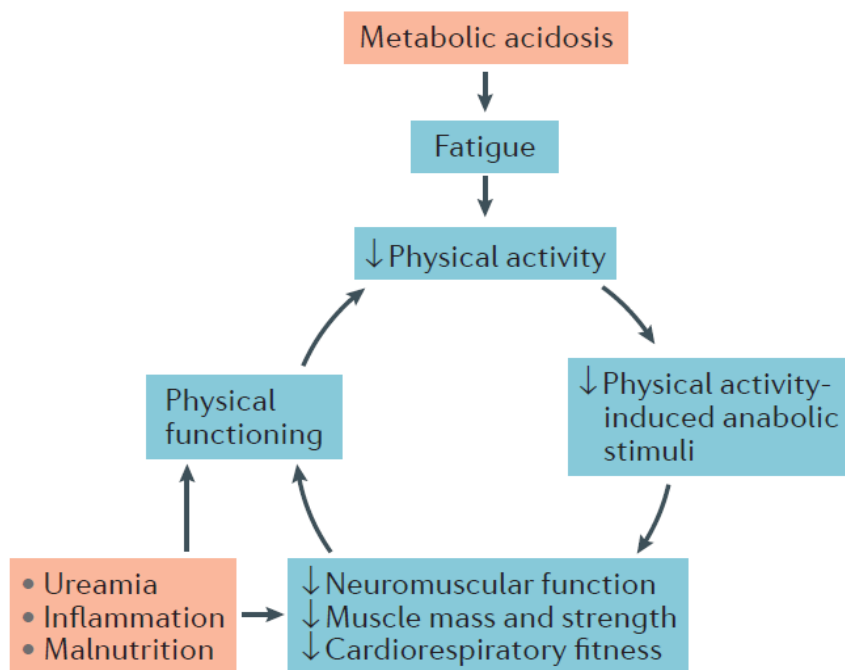 Metabolic acidosis
Fatigue
↓ Physical activity
↓ Physical activity-
induced anabolic
stimuli
Physical
functioning
• Ureamia
• Inflammation
• Malnutrition
↓ Neuromuscular function
↓ Muscle mass and strength
↓ Cardiorespiratory fitness